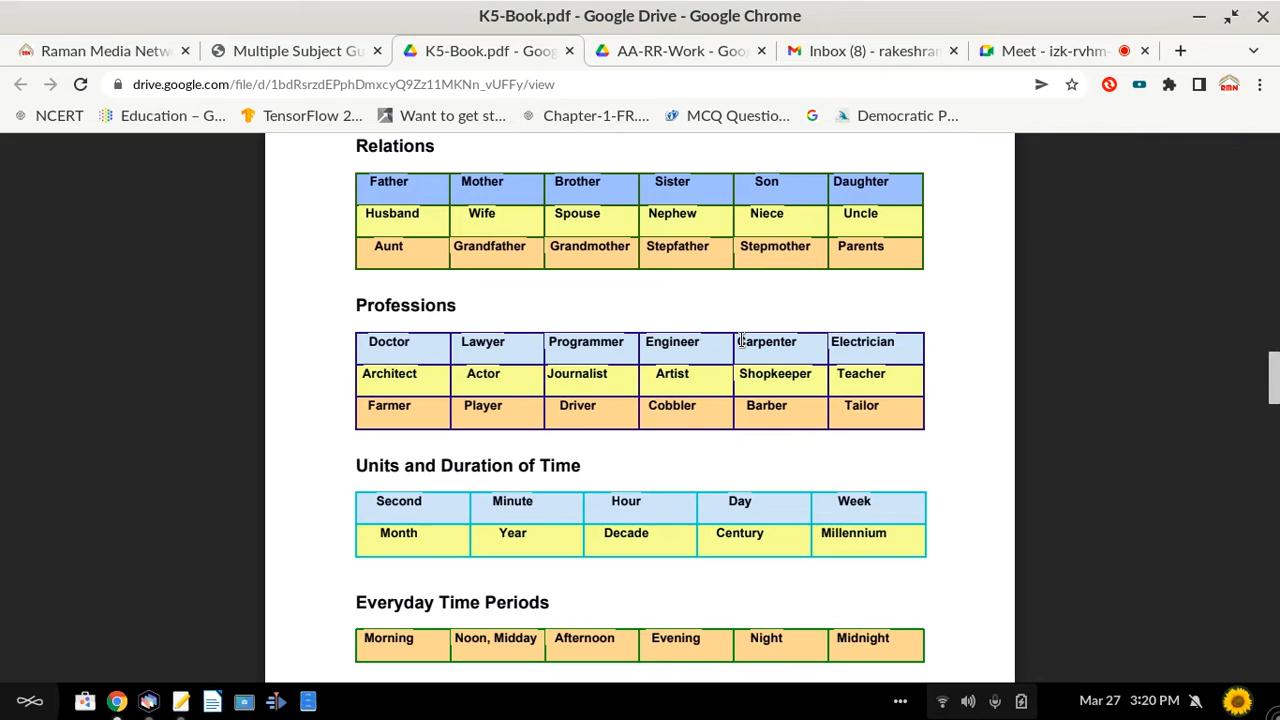 K5-Book.pdf - Google Drive - Google Chrome
Raman Media Netw
Multiple Subject Gu
K5-Book.pdf - Goog
AA-RR-Work - Goog
Inbox (8) - rakeshran
Meet - izk-rvhm-
drive.google.com/file/d/1bdRsrzdEPphDmxcyQ9Zz11MKNn_vUFFy/view
RMN
NCERT
Education – G...
TensorFlow 2...
Want to get st...
Chapter-1-FR....
MCQ Questio...
Democratic P...
Relations
Father Mother Brother Sister Son Daughter
Husband Wife Spouse Nephew Niece Uncle
Aunt Grandfather Grandmother Stepfather Stepmother Parents
Professions
Doctor Lawyer Programmer Engineer Carpenter Electrician
Architect Actor Journalist Artist Shopkeeper Teacher
Farmer Player Driver Cobbler Barber Tailor
Units and Duration of Time
Second Minute Hour Day Week
Month Year Decade Century Millennium
Everyday Time Periods
Morning Noon, Midday Afternoon Evening Night Midnight
Mar 27 3:20 PM